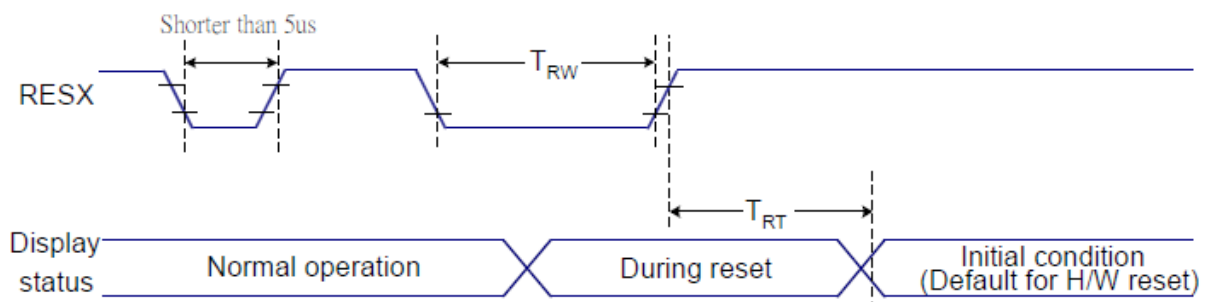 Shorter than 5us
RESX
TRW
TRT
Display
status
Normal operation
During reset
Initial condition
(Default for H/W reset)